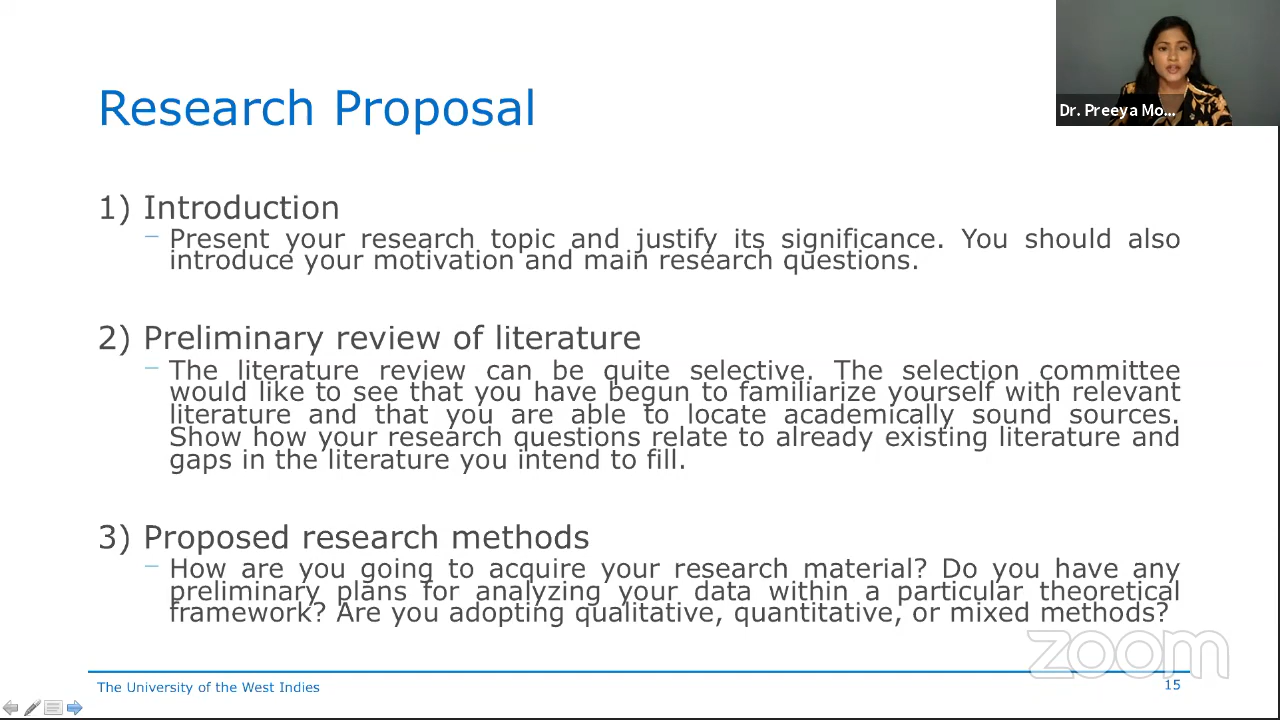 Dr. Preeya Mo...
Research Proposal
1) Introduction
– Present your research topic and justify its significance. You should also
introduce your motivation and main research questions.
2) Preliminary review of literature
– The literature review can be quite selective. The selection committee
would like to see that you have begun to familiarize yourself with relevant
literature and that you are able to locate academically sound sources.
Show how your research questions relate to already existing literature and
gaps in the literature you intend to fill.
3) Proposed research methods
– How are you going to acquire your research material? Do you have any
preliminary plans for analyzing your data within a particular theoretical
framework? Are you adopting qualitative, quantitative, or mixed methods?
zoom
The University of the West Indies
15